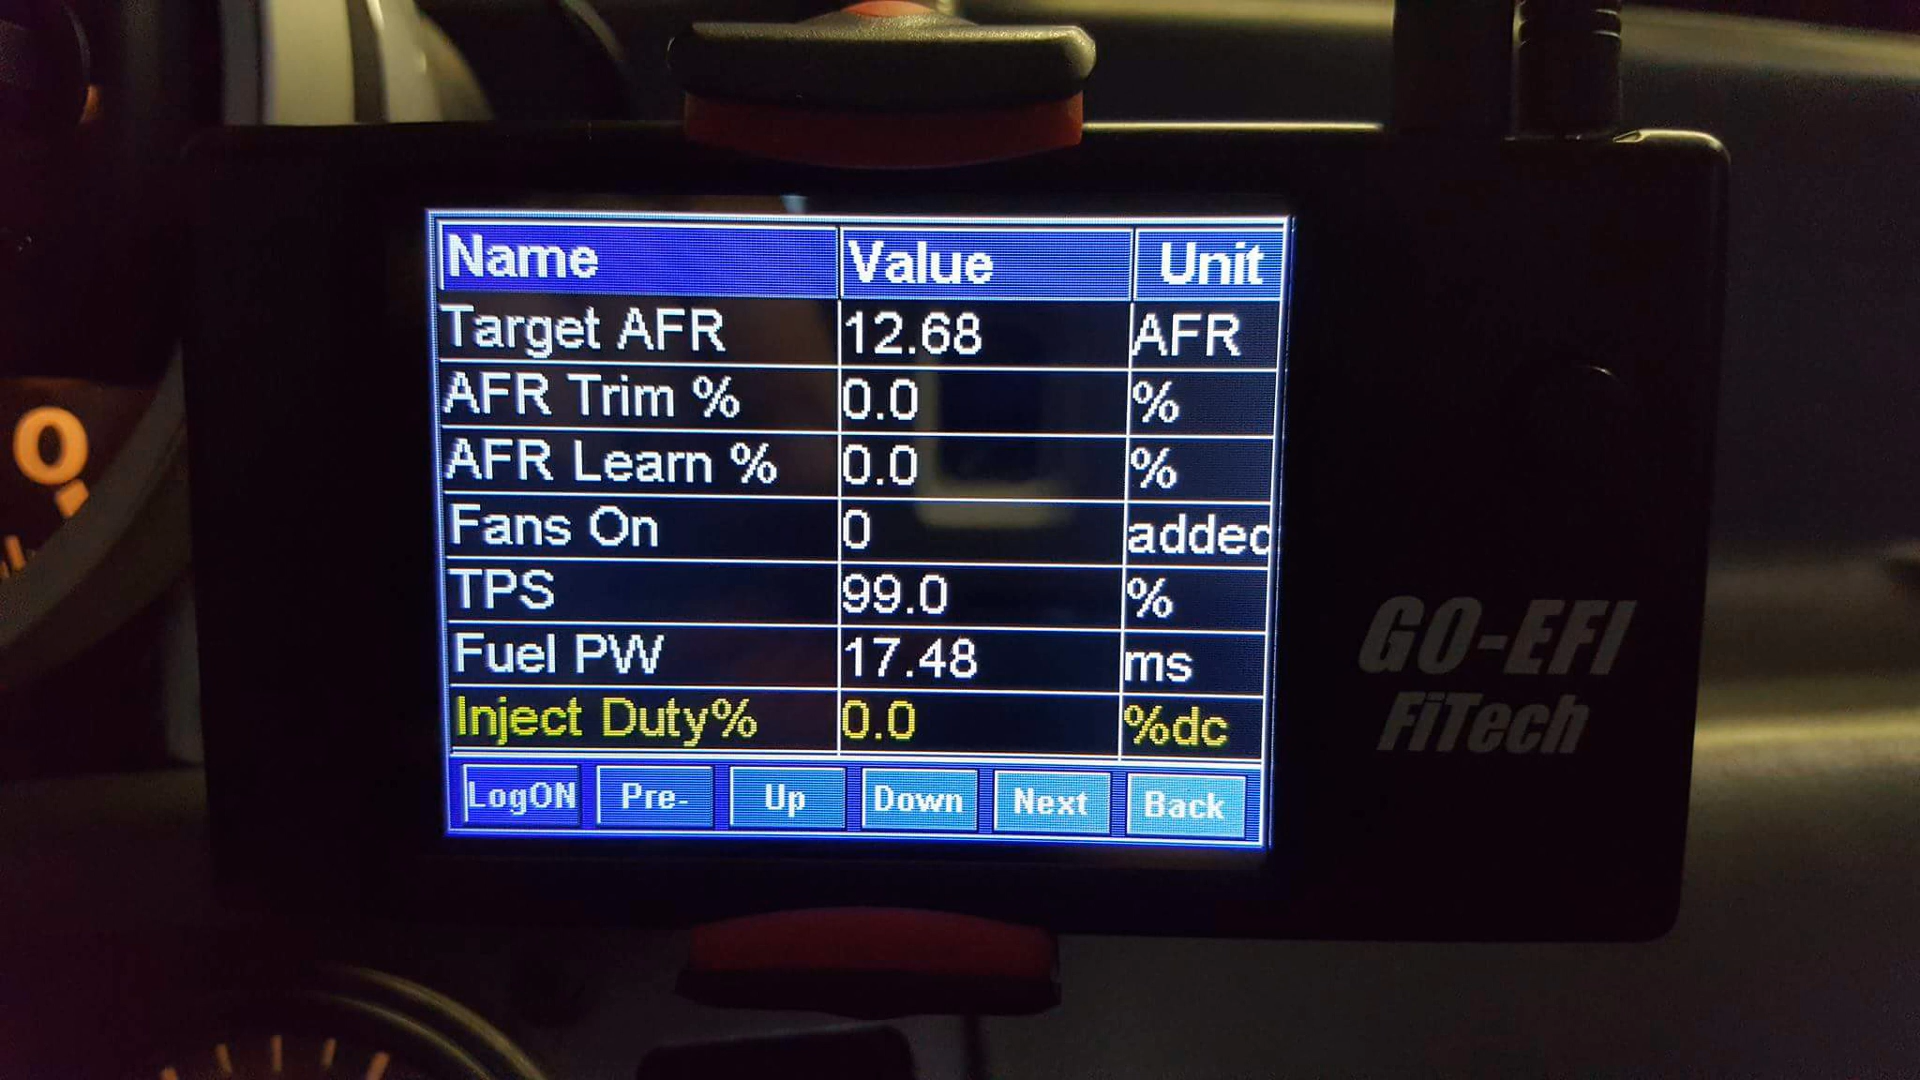 Name Value Unit
Target AFR 12.68 AFR
AFR Trim % 0.0 %
AFR Learn % 0.0 %
Fans On 0 added
TPS 99.0 %
Fuel PW 17.48 ms
Inject Duty% 0.0 %dc
LogON Pre- Up Down Next Back
GO-EFI
FiTech
0